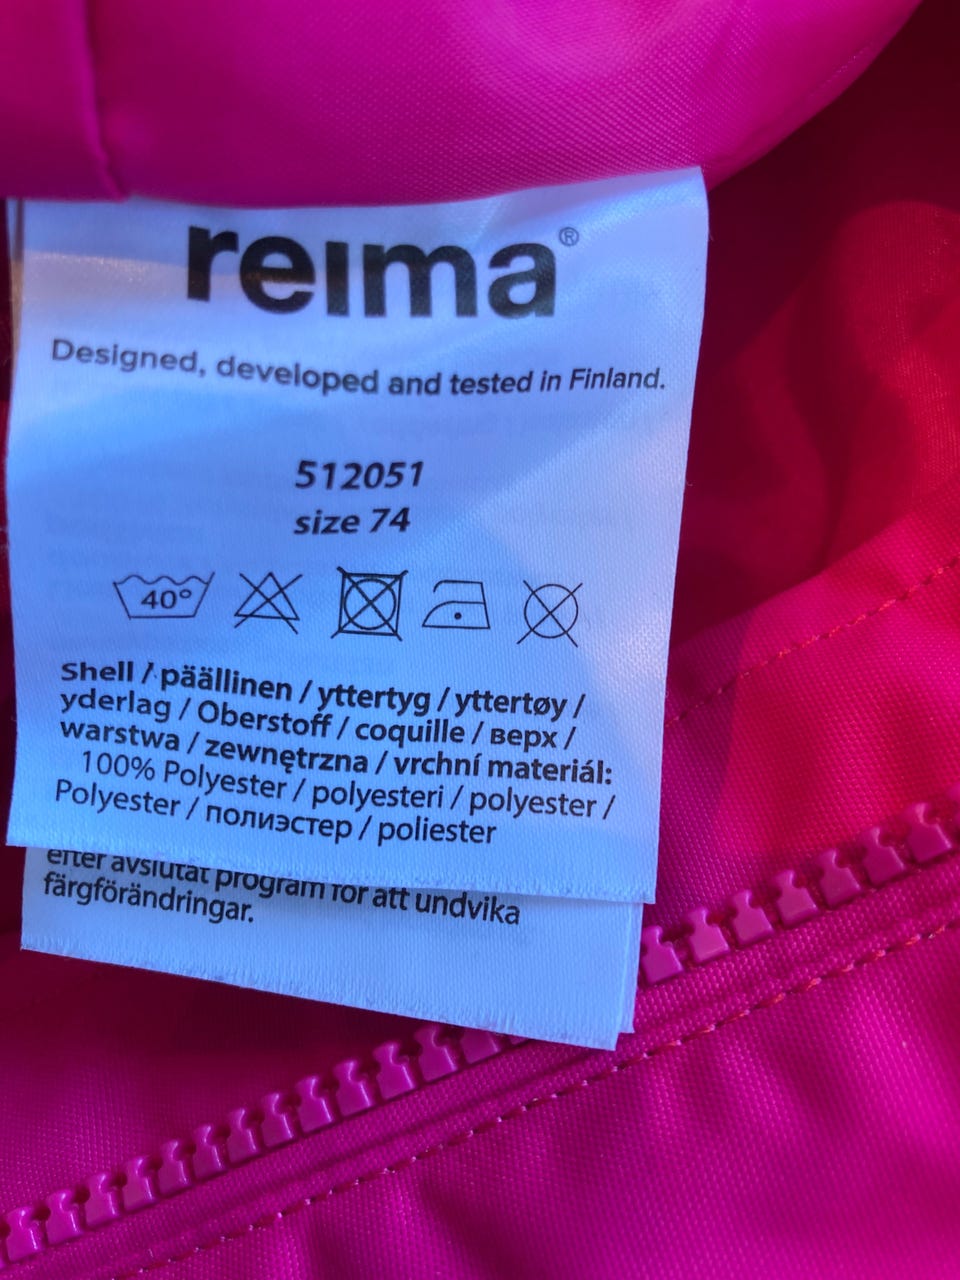 reima®
Designed, developed and tested in Finland.
512051
size 74
40°
Shell / päällinen / yttertyg / yttertøy /
yderlag / Oberstoff / coquille / верх /
warstwa / zewnętrzna / vrchní materiál:
100% Polyester / polyesteri / polyester /
Polyester / полиэстер / poliester
efter avslutat program för att undvika
färgförändringar.